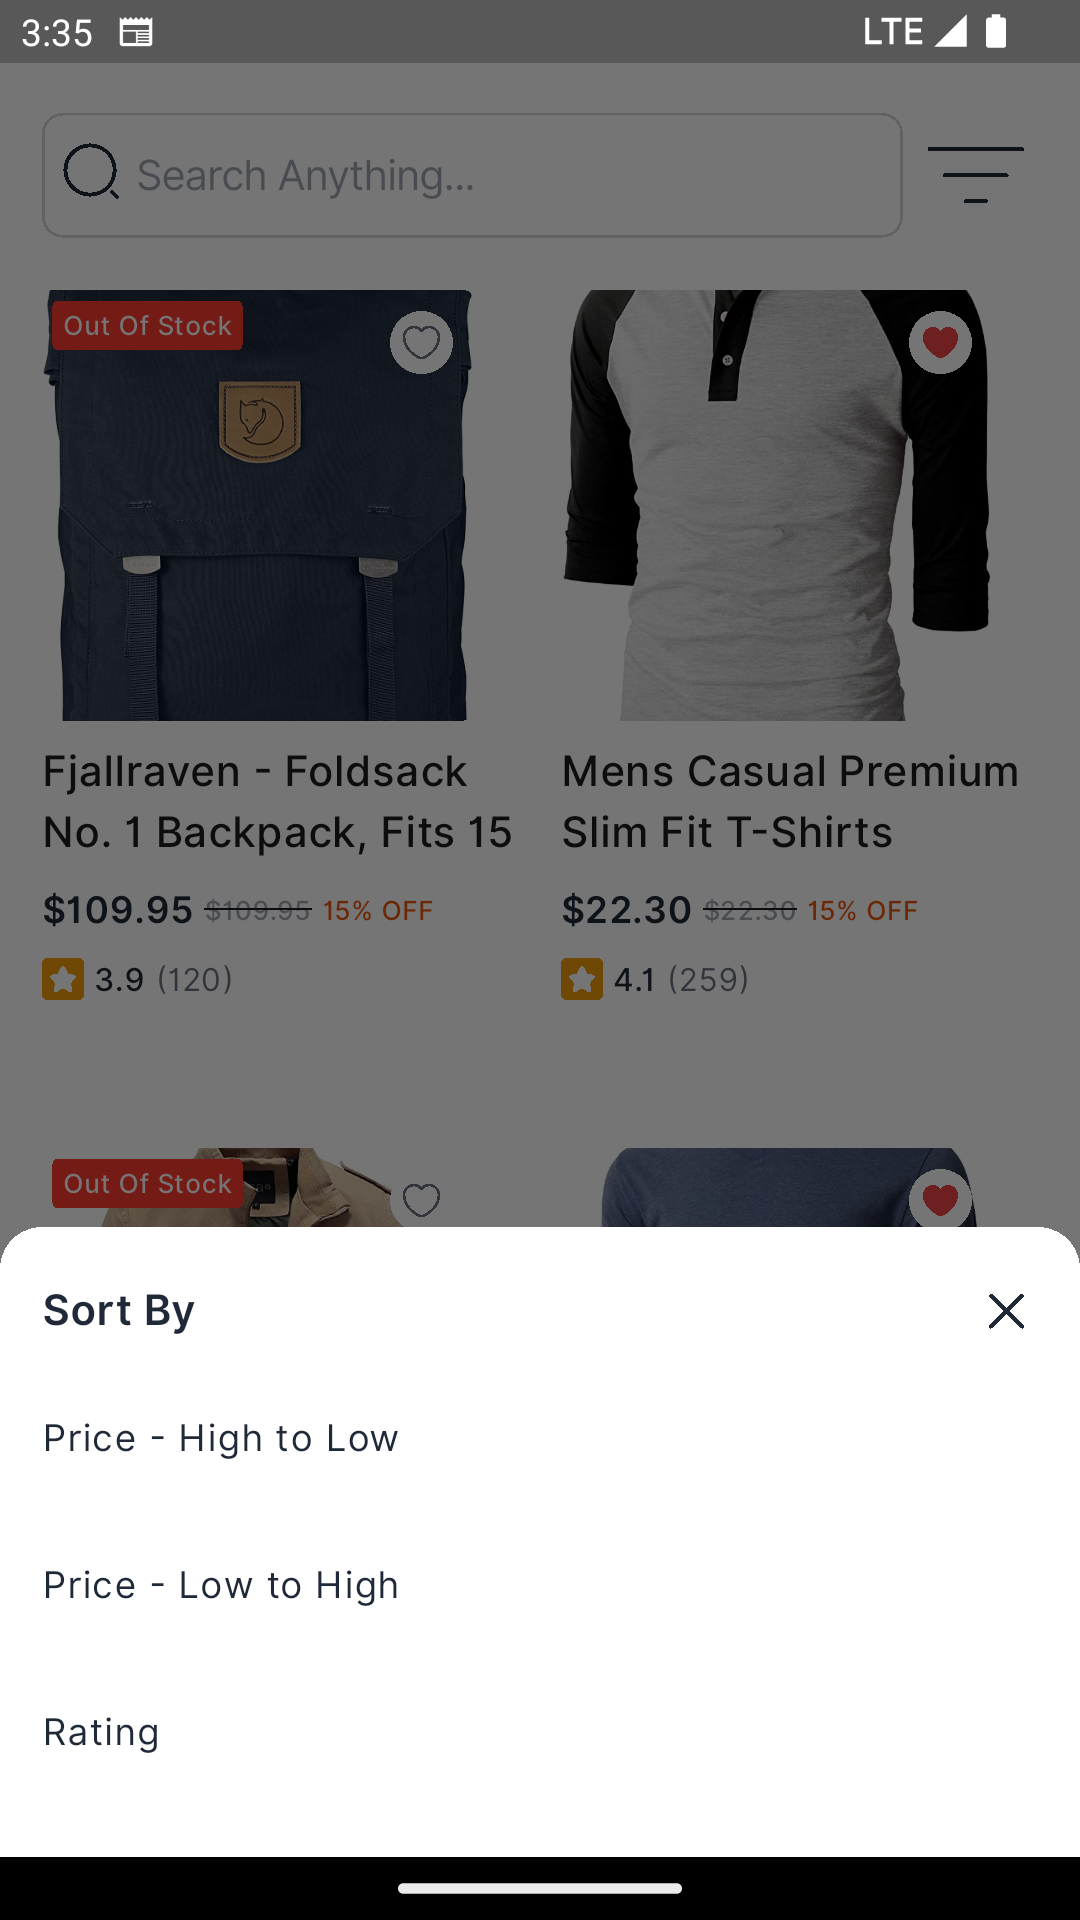 3:35
LTE
Search Anything...
Out Of Stock
Fjallraven - Foldsack
No. 1 Backpack, Fits 15
$109.95 $109.95 15% OFF
3.9 (120)
Mens Casual Premium
Slim Fit T-Shirts
$22.30 $22.30 15% OFF
4.1 (259)
Out Of Stock
Sort By
Price - High to Low
Price - Low to High
Rating